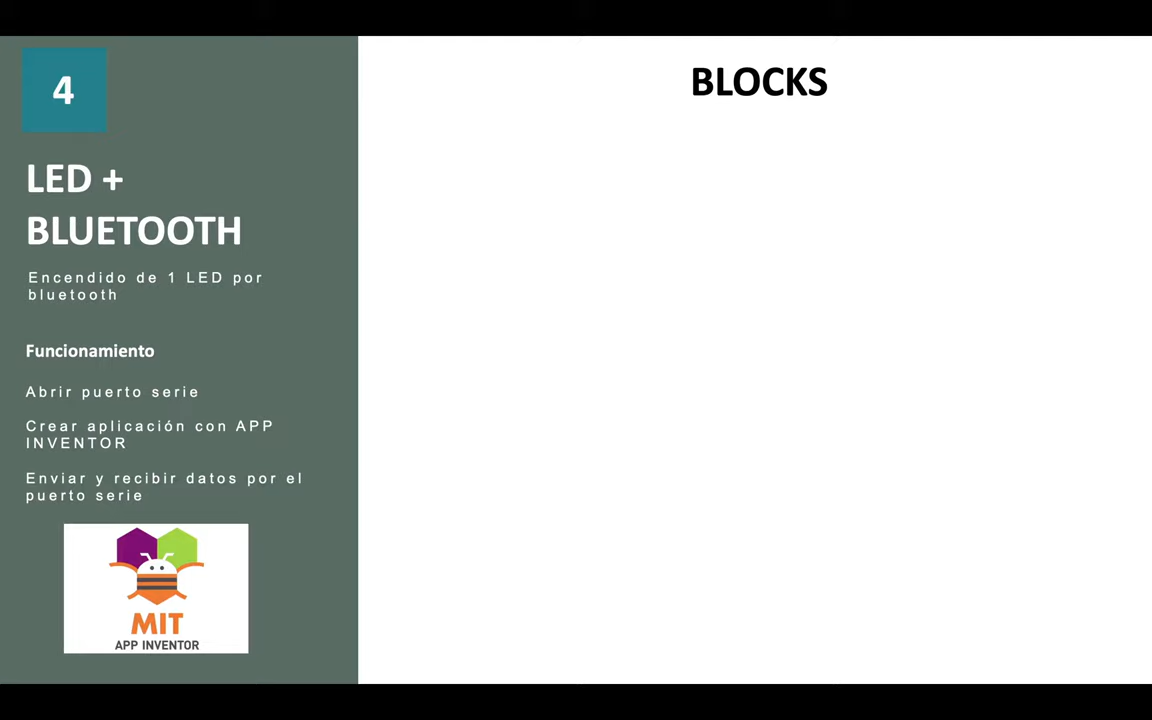 4
LED +
BLUETOOTH
Encendido de 1 LED por
bluetooth
Funcionamiento
Abrir puerto serie
Crear aplicación con APP
INVENTOR
Enviar y recibir datos por el
puerto serie
MIT
APP INVENTOR
BLOCKS